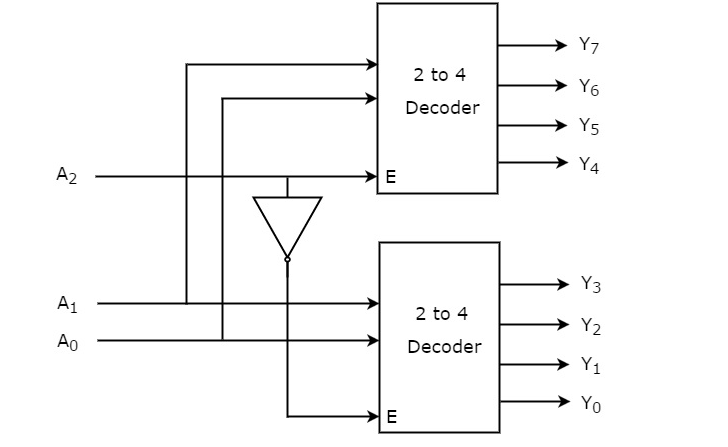 Y7
2 to 4
Decoder
Y6
Y5
Y4
A2
E
A1
A0
2 to 4
Decoder
Y3
Y2
Y1
Y0
E